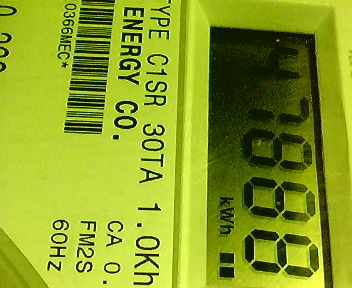 47888
kWh
TYPE C1SR 30TA 1.0Kh
ENERGY CO.
CA 0.
FM2S
60Hz
0366MEC*